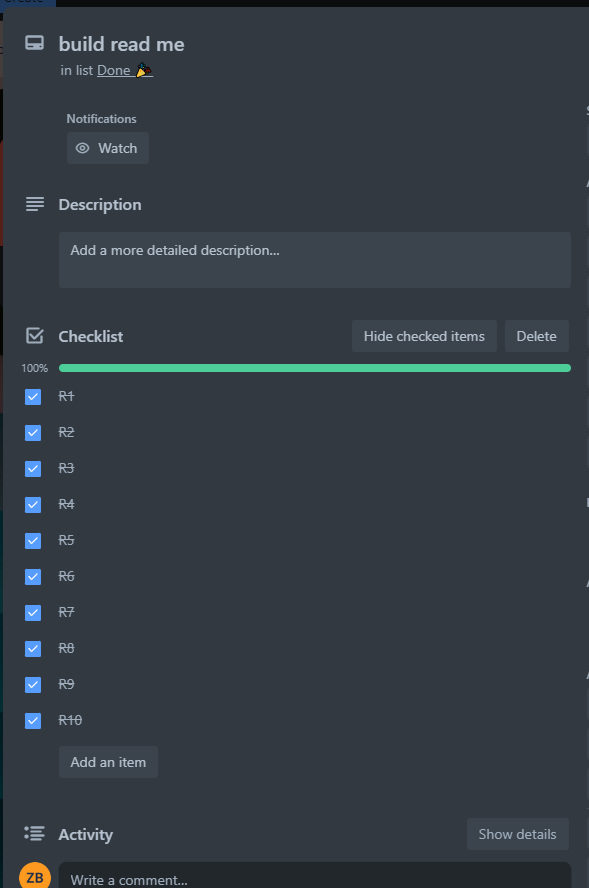 build read me
in list Done 🎉
Notifications
Watch
Description
Add a more detailed description...
Checklist
Hide checked items
Delete
100%
R1
R2
R3
R4
R5
R6
R7
R8
R9
R10
Add an item
Activity
Show details
ZB
Write a comment...